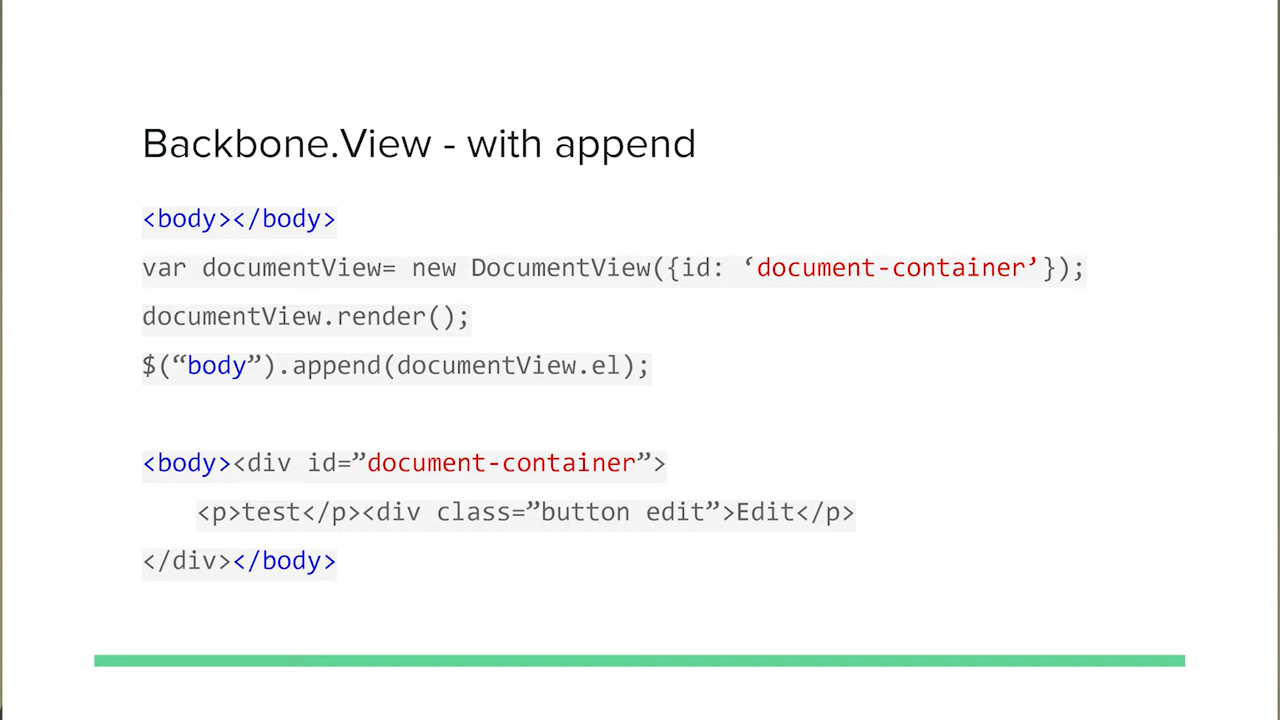 Backbone.View - with append
<body></body>
var documentView= new DocumentView({id: ‘document-container’});
documentView.render();
$(“body”).append(documentView.el);
<body><div id=”document-container”>
<p>test</p><div class=”button edit”>Edit</p>
</div></body>